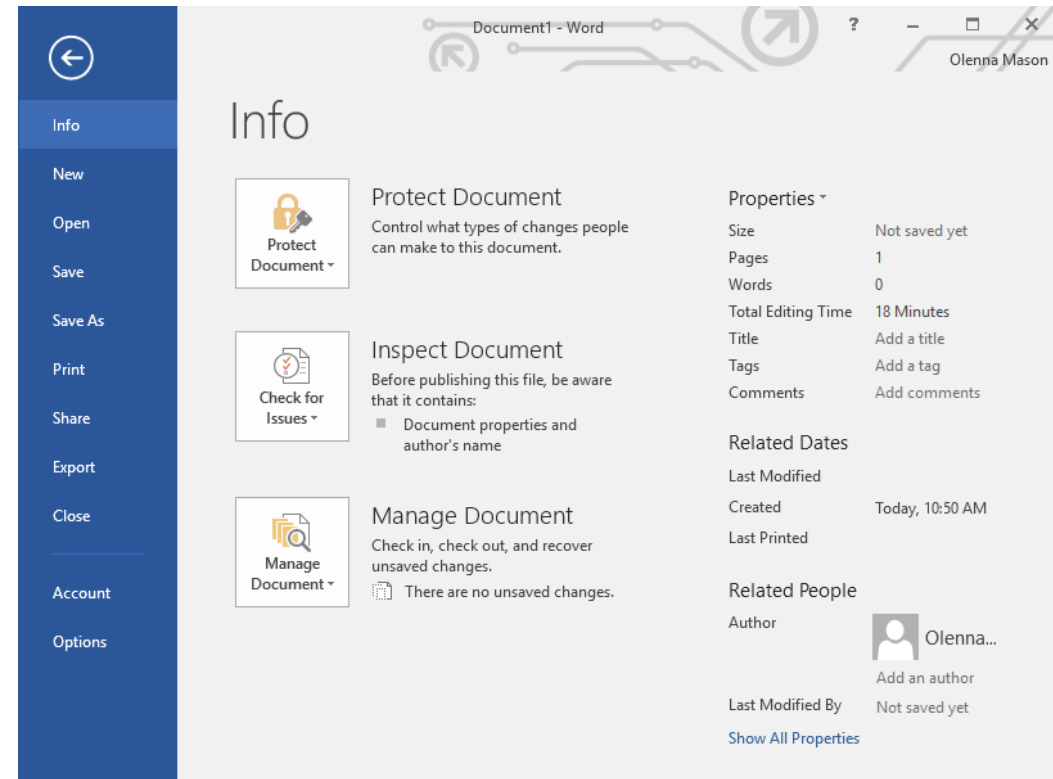 Document1 - Word
?
Olenna Mason
Info
New
Open
Save
Save As
Print
Share
Export
Close
Account
Options
Info
Protect
Document
Protect Document
Control what types of changes people
can make to this document.
Check for
Issues
Inspect Document
Before publishing this file, be aware
that it contains:
Document properties and
author's name
Manage
Document
Manage Document
Check in, check out, and recover
unsaved changes.
There are no unsaved changes.
Properties
Size Not saved yet
Pages 1
Words 0
Total Editing Time 18 Minutes
Title Add a title
Tags Add a tag
Comments Add comments
Related Dates
Last Modified
Created Today, 10:50 AM
Last Printed
Related People
Author Olenna...
Add an author
Last Modified By Not saved yet
Show All Properties